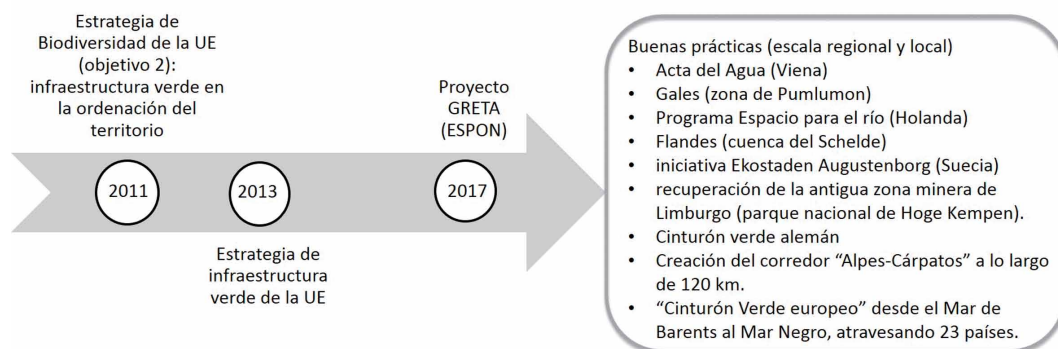 Estrategia de
Biodiversidad de la UE
(objetivo 2):
infraestructura verde en
la ordenación del
territorio
2011
2013
Estrategia de
infraestructura
verde de la UE
Proyecto
GRETA
(ESPON)
2017
Buenas prácticas (escala regional y local)
• Acta del Agua (Viena)
• Gales (zona de Pumlumon)
• Programa Espacio para el río (Holanda)
• Flandes (cuenca del Schelde)
• iniciativa Ekostaden Augustenborg (Suecia)
• recuperación de la antigua zona minera de
Limburgo (parque nacional de Hoge Kempen).
• Cinturón verde alemán
• Creación del corredor “Alpes-Cárpatos” a lo largo
de 120 km.
• “Cinturón Verde europeo” desde el Mar de
Barents al Mar Negro, atravesando 23 países.